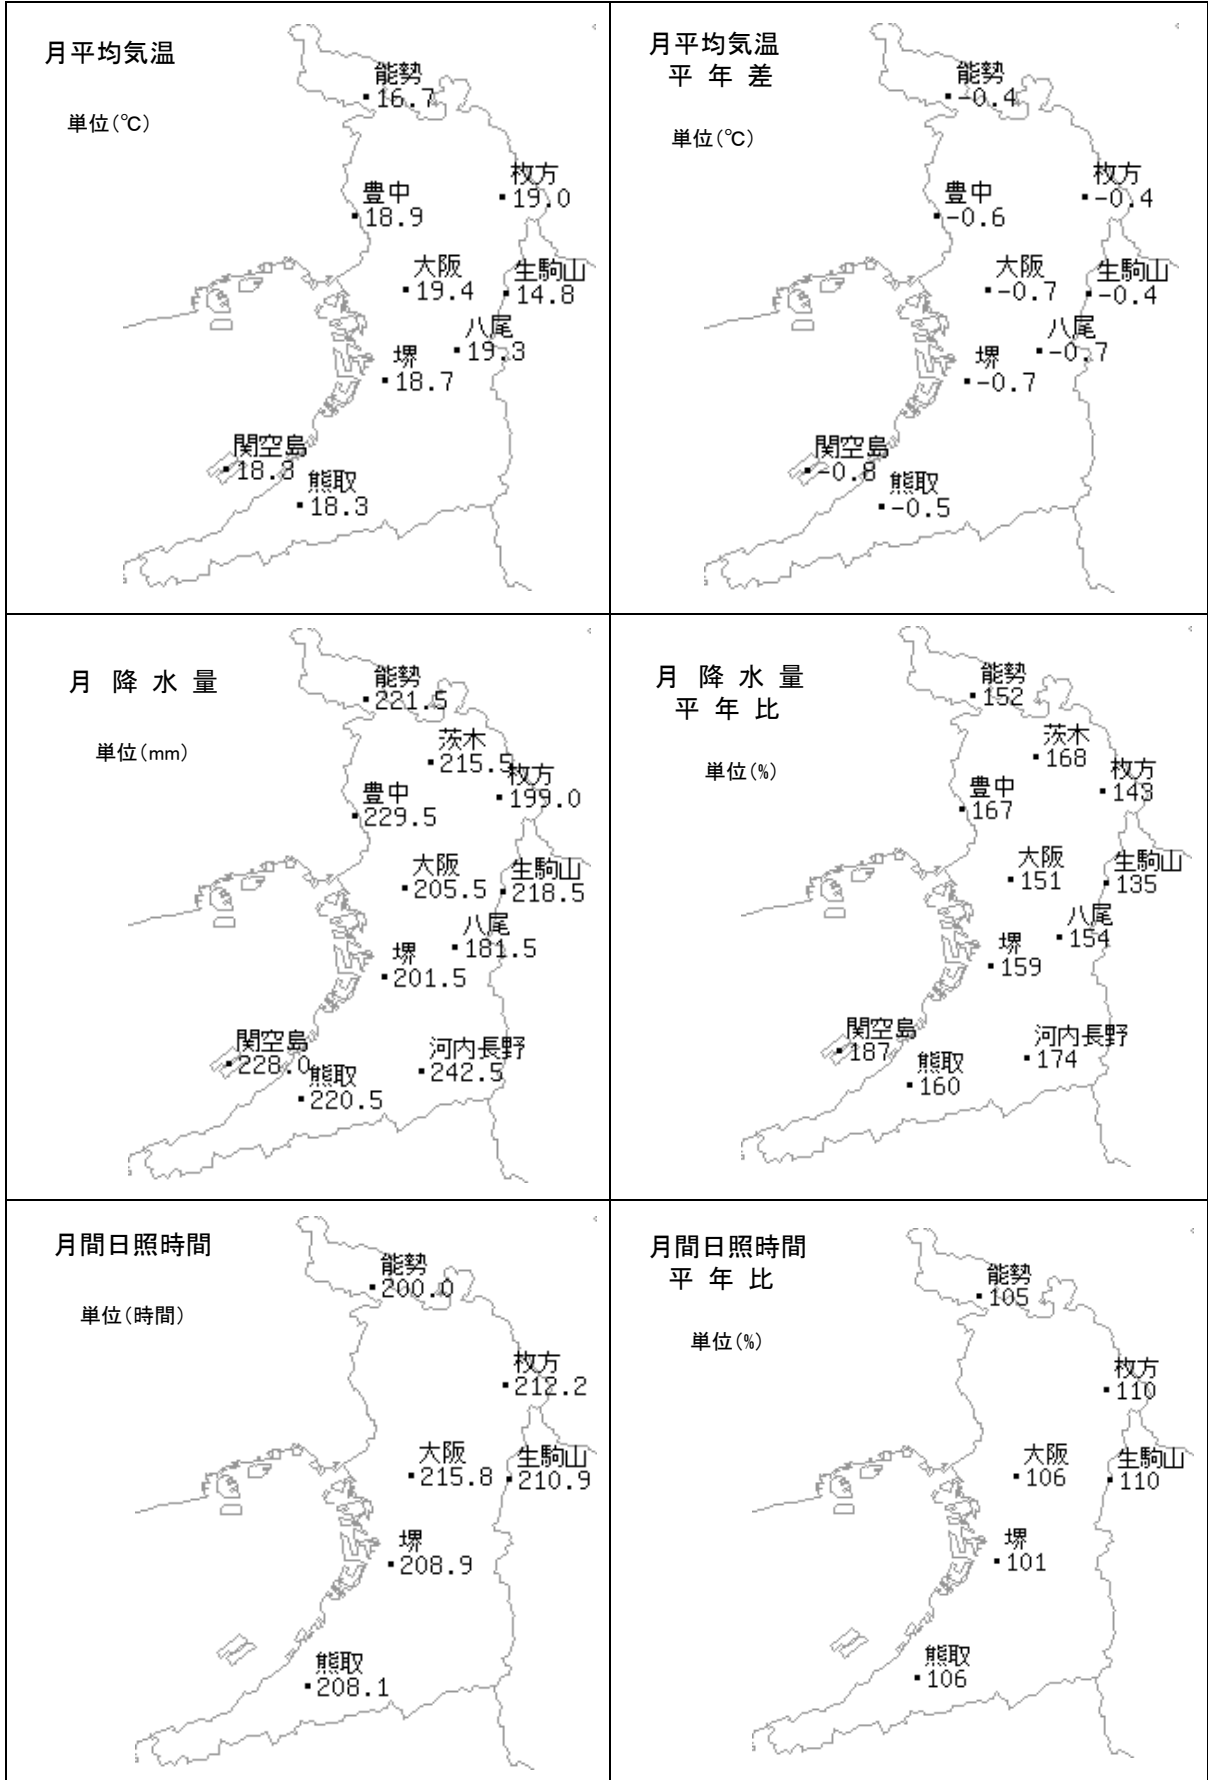 月平均気温
単位(℃)
能勢
16.7
枚方
19.0
豊中
18.9
大阪
19.4
生駒山
14.8
八尾
19.3
堺
18.7
関空島
18.8
熊取
18.3
月平均気温
平年差
単位(℃)
能勢
-0.4
枚方
-0.4
豊中
-0.6
大阪
-0.7
生駒山
-0.4
八尾
-0.7
堺
-0.7
関空島
-0.8
熊取
-0.5
月降水量
単位(mm)
能勢
221.5
茨木
215.5
枚方
199.0
豊中
229.5
大阪
205.5
生駒山
218.5
八尾
181.5
堺
201.5
関空島
228.0
河内長野
242.5
熊取
220.5
月降水量
平年比
単位(%)
能勢
152
茨木
168
枚方
143
豊中
167
大阪
151
生駒山
135
八尾
154
堺
159
関空島
187
河内長野
174
熊取
160
月間日照時間
単位(時間)
能勢
200.0
枚方
212.2
大阪
215.8
生駒山
210.9
堺
208.9
熊取
208.1
月間日照時間
平年比
単位(%)
能勢
105
枚方
110
大阪
106
生駒山
110
堺
101
熊取
106